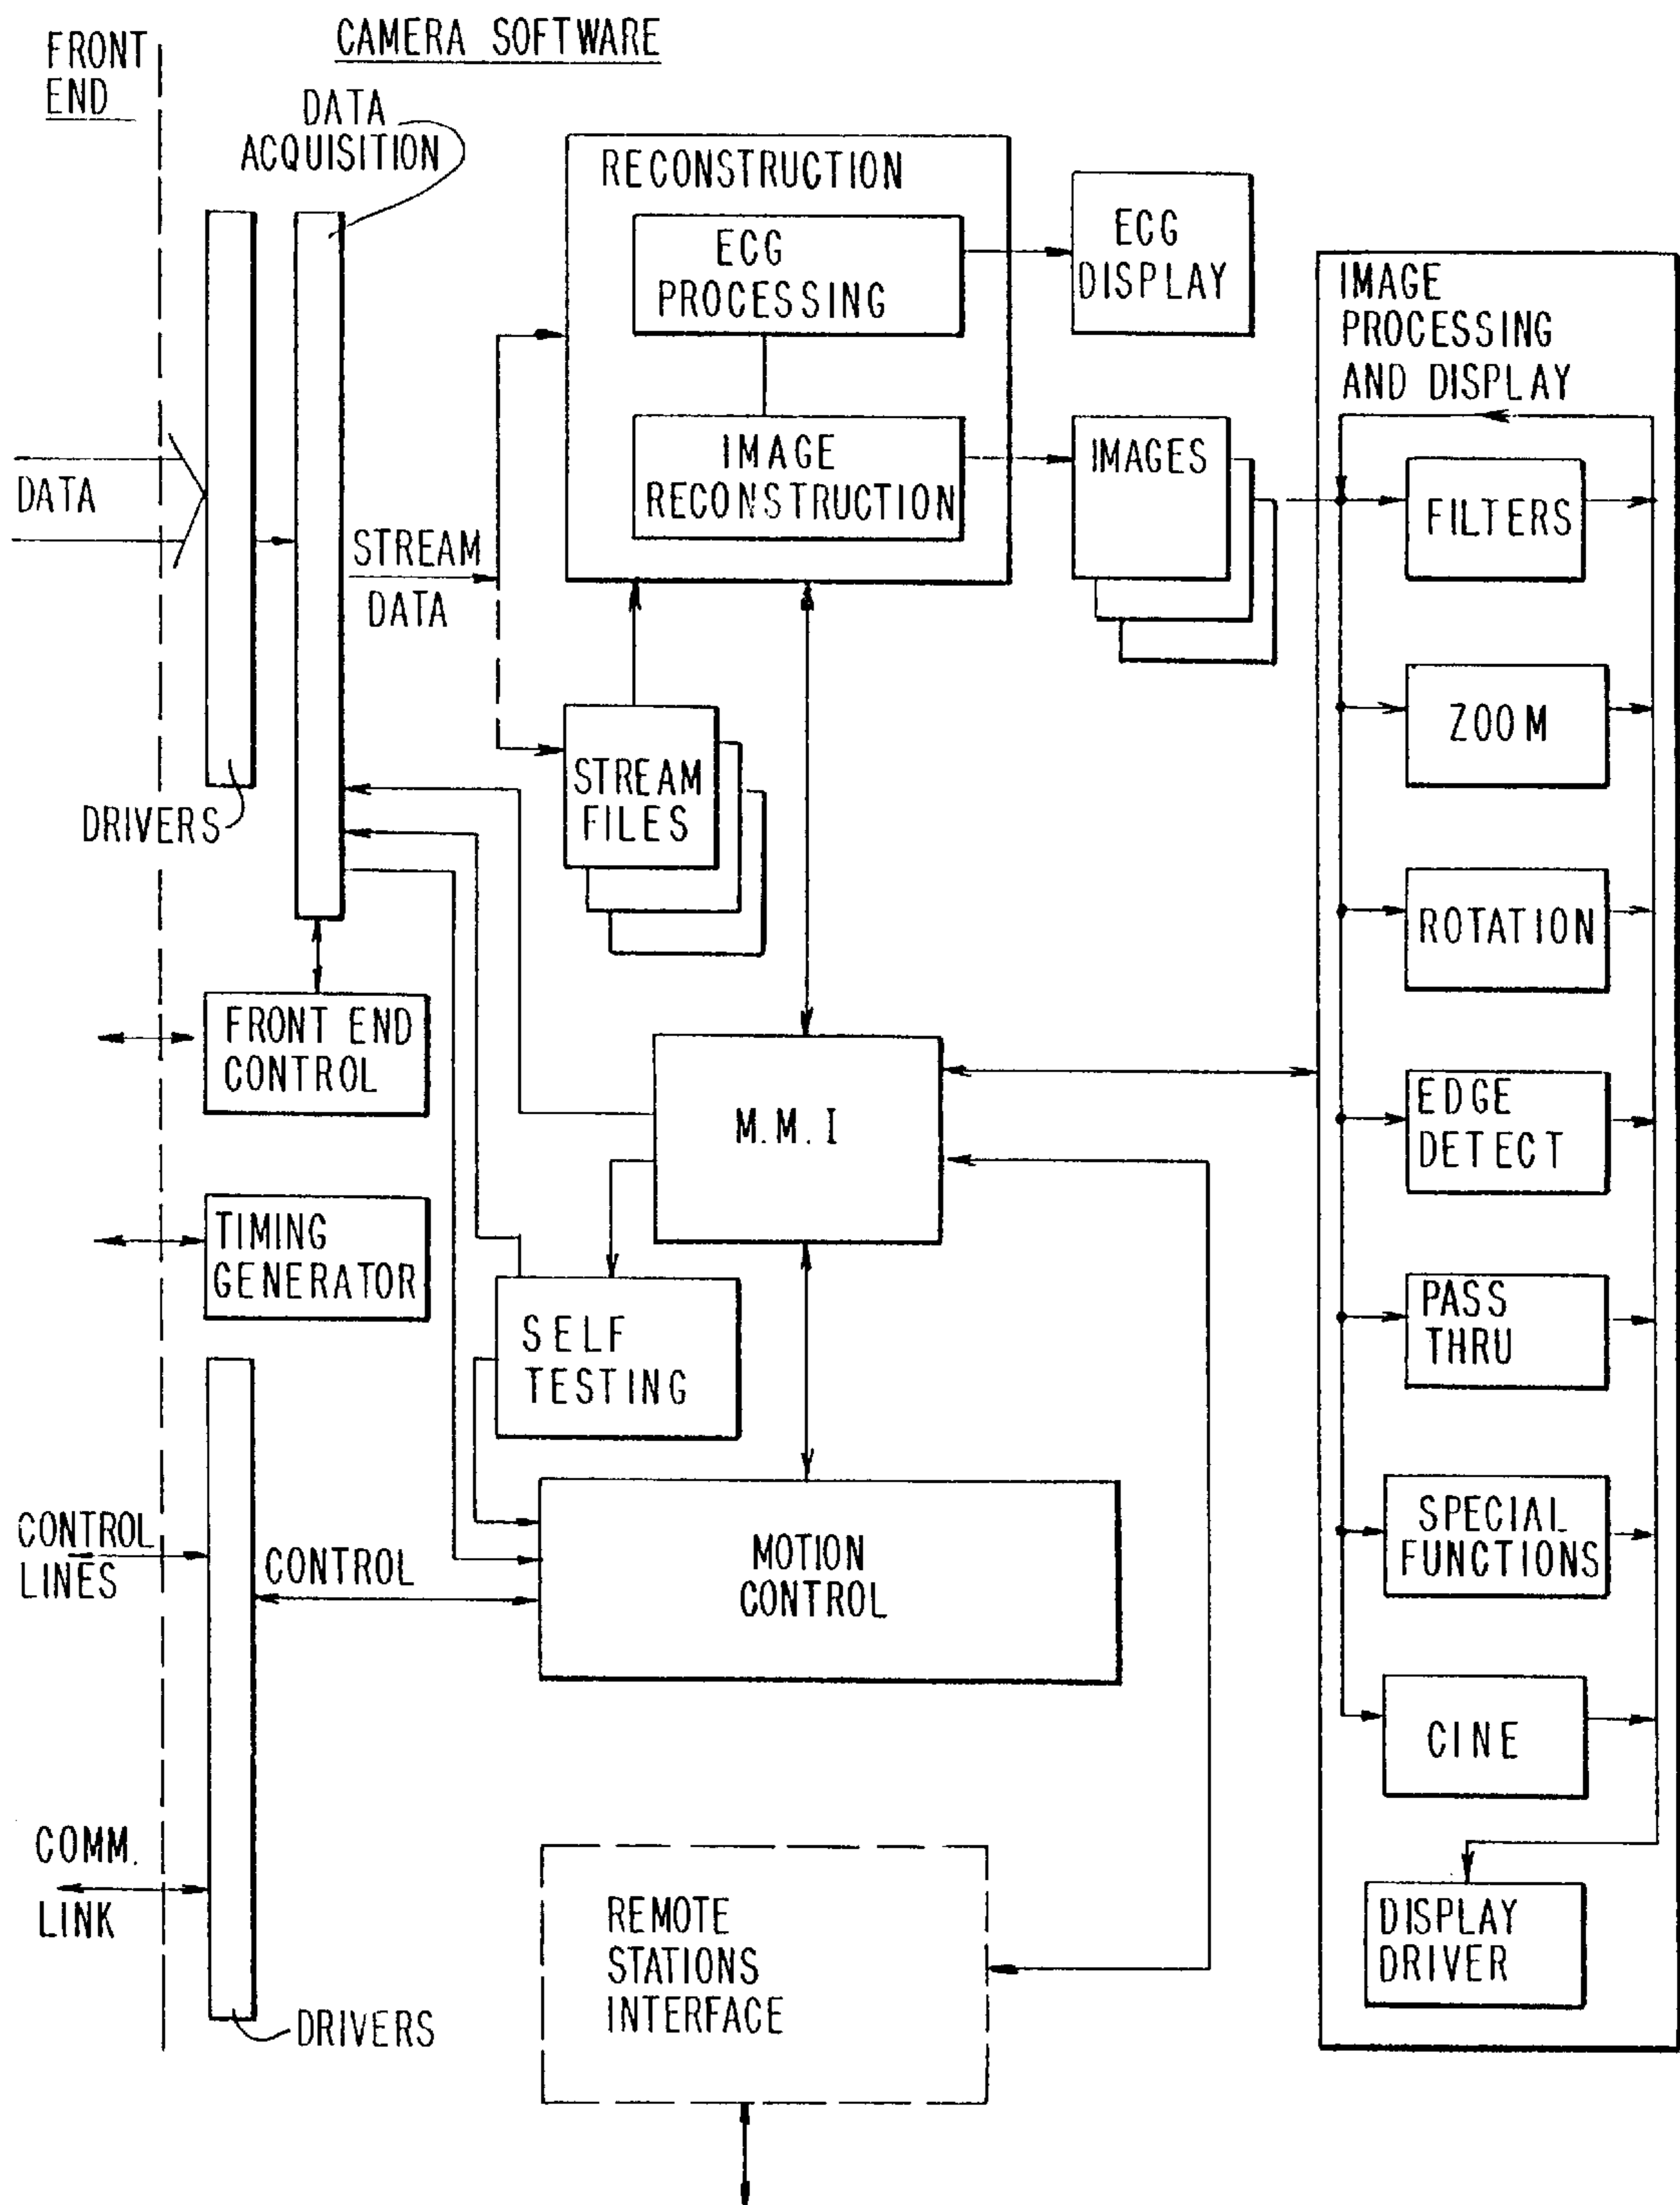 FRONT
END
CAMERA SOFTWARE
DATA
ACQUISITION
RECONSTRUCTION
ECG
PROCESSING
ECG
DISPLAY
IMAGE
RECONSTRUCTION
IMAGES
DATA
STREAM
DATA
DRIVERS
STREAM
FILES
FRONT END
CONTROL
M.M.I
TIMING
GENERATOR
SELF
TESTING
CONTROL
LINES
CONTROL
MOTION
CONTROL
COMM.
LINK
DRIVERS
REMOTE
STATIONS
INTERFACE
IMAGE
PROCESSING
AND DISPLAY
FILTERS
ZOOM
ROTATION
EDGE
DETECT
PASS
THRU
SPECIAL
FUNCTIONS
CINE
DISPLAY
DRIVER